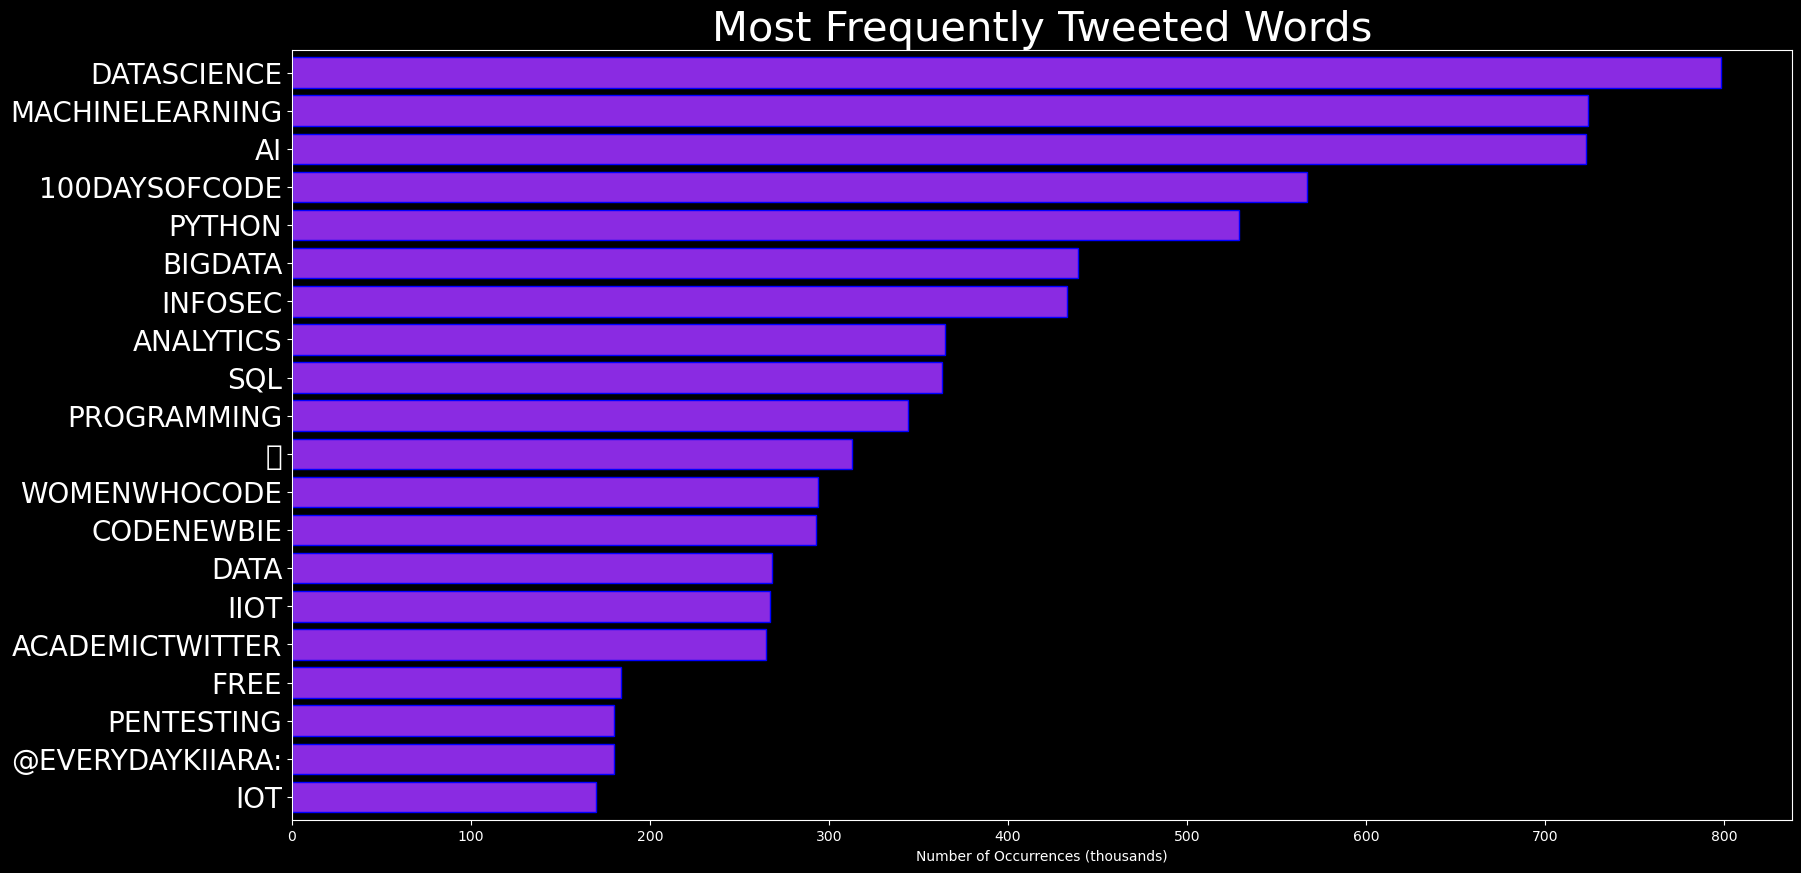 Most Frequently Tweeted Words
DATASCIENCE
MACHINELEARNING
AI
100DAYSOFCODE
PYTHON
BIGDATA
INFOSEC
ANALYTICS
SQL
PROGRAMMING
WOMENWHOCODE
CODENEWBIE
DATA
IIOT
ACADEMICTWITTER
FREE
PENTESTING
@EVERYDAYKIIARA:
IOT
0 100 200 300 400 500 600 700 800
Number of Occurrences (thousands)